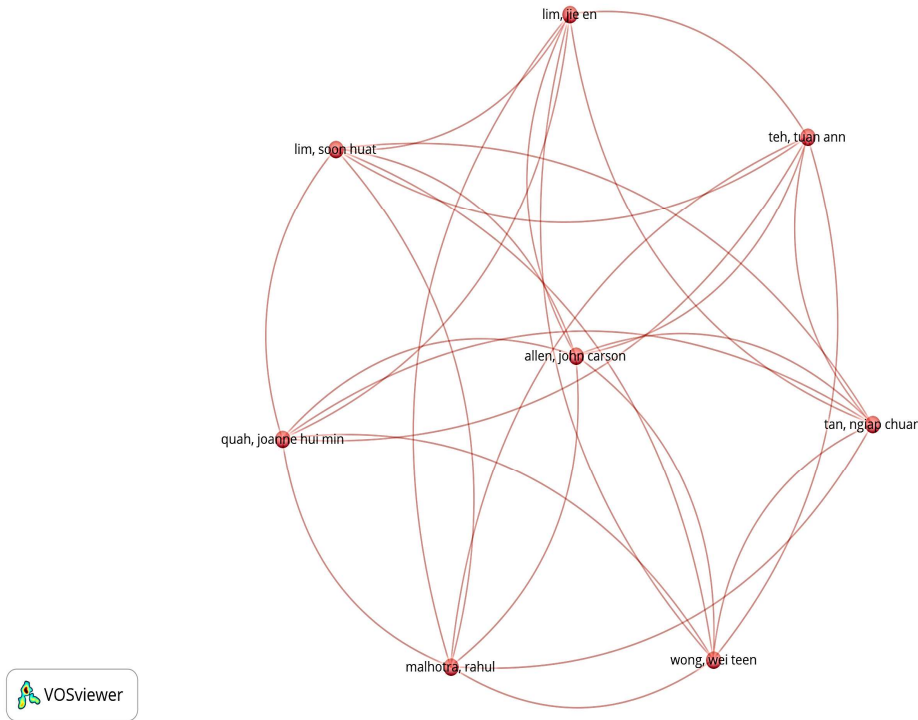 lim, jie en
teh, tuan ann
lim, soon huat
allen, john carson
tan, ngiap chuar
quah, joanne hui min
malhotra, rahul
wong, wei teen
VOSviewer